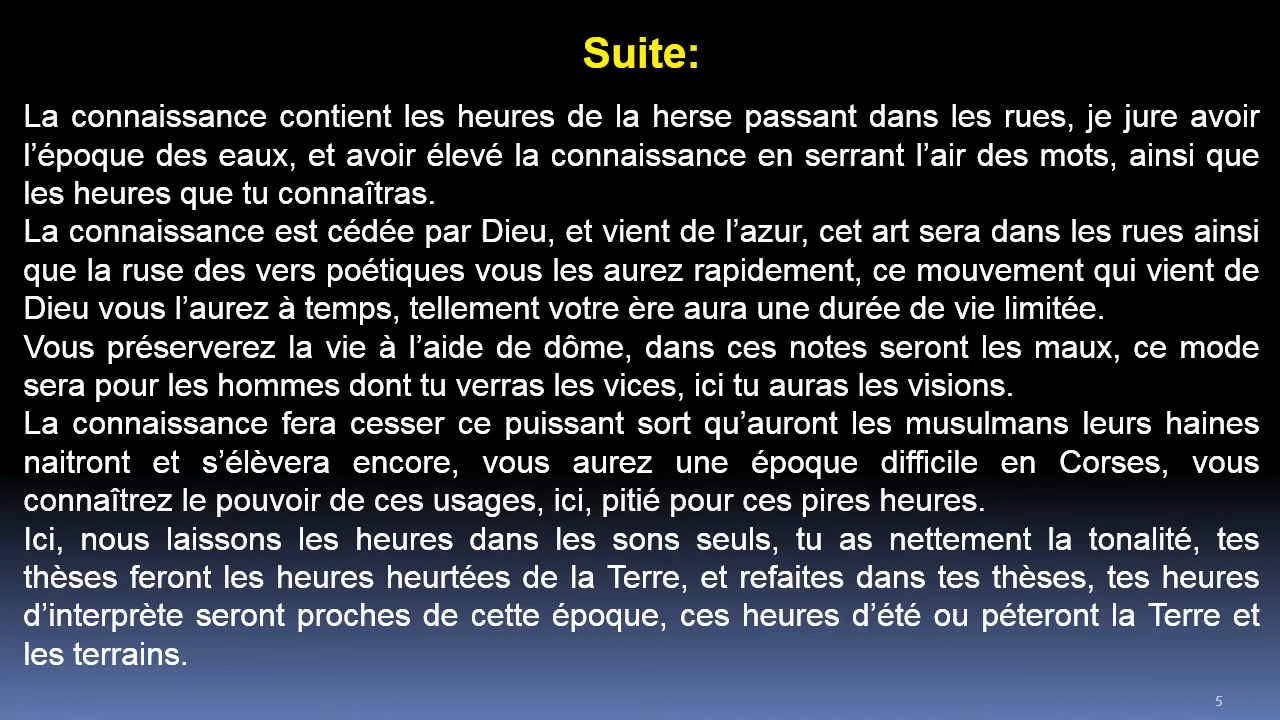 Suite:
La connaissance contient les heures de la herse passant dans les rues, je jure avoir
l’époque des eaux, et avoir élevé la connaissance en serrant l’air des mots, ainsi que
les heures que tu connaîtras.
La connaissance est cédée par Dieu, et vient de l’azur, cet art sera dans les rues ainsi
que la ruse des vers poétiques vous les aurez rapidement, ce mouvement qui vient de
Dieu vous l’aurez à temps, tellement votre ère aura une durée de vie limitée.
Vous préserverez la vie à l’aide de dôme, dans ces notes seront les maux, ce mode
sera pour les hommes dont tu verras les vices, ici tu auras les visions.
La connaissance fera cesser ce puissant sort qu’auront les musulmans leurs haines
naitront et s’élèvera encore, vous aurez une époque difficile en Corses, vous
connaîtrez le pouvoir de ces usages, ici, pitié pour ces pires heures.
Ici, nous laissons les heures dans les sons seuls, tu as nettement la tonalité, tes
thèses feront les heures heurtées de la Terre, et refaites dans tes thèses, tes heures
d’interprète seront proches de cette époque, ces heures d’été ou péteront la Terre et
les terrains.
5